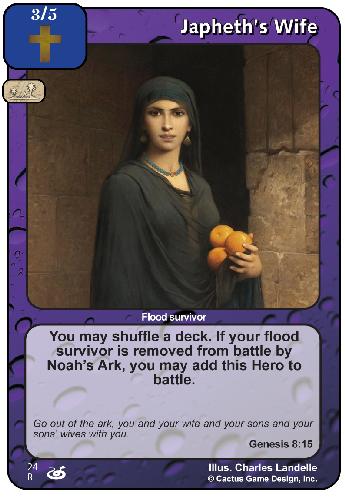 3/5
Japheth's Wife
Flood survivor
You may shuffle a deck. If your flood
survivor is removed from battle by
Noah's Ark, you may add this Hero to
battle.
Go out of the ark, you and your wife and your sons and your
sons' wives with you.
Genesis 8:15
24
R
Illus. Charles Landelle
© Cactus Game Design, Inc.